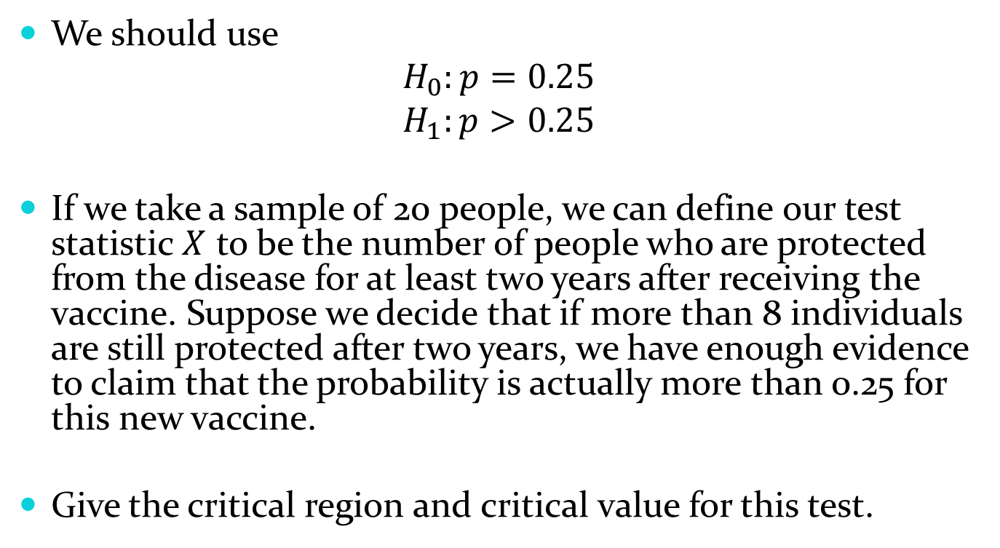 • We should use
H₀: p = 0.25
H₁: p > 0.25
• If we take a sample of 20 people, we can define our test
statistic X to be the number of people who are protected
from the disease for at least two years after receiving the
vaccine. Suppose we decide that if more than 8 individuals
are still protected after two years, we have enough evidence
to claim that the probability is actually more than 0.25 for
this new vaccine.
• Give the critical region and critical value for this test.